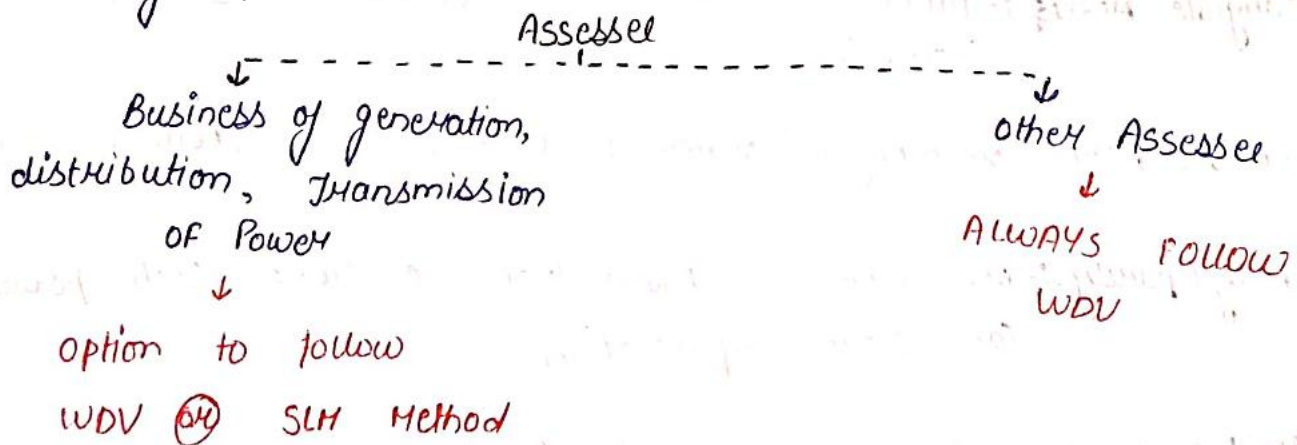 Assessee
Business of generation,
distribution, Transmission
OF Power
option to follow
WDV or SLM Method
other Assessee
ALWAYS FOLLOW
WDV